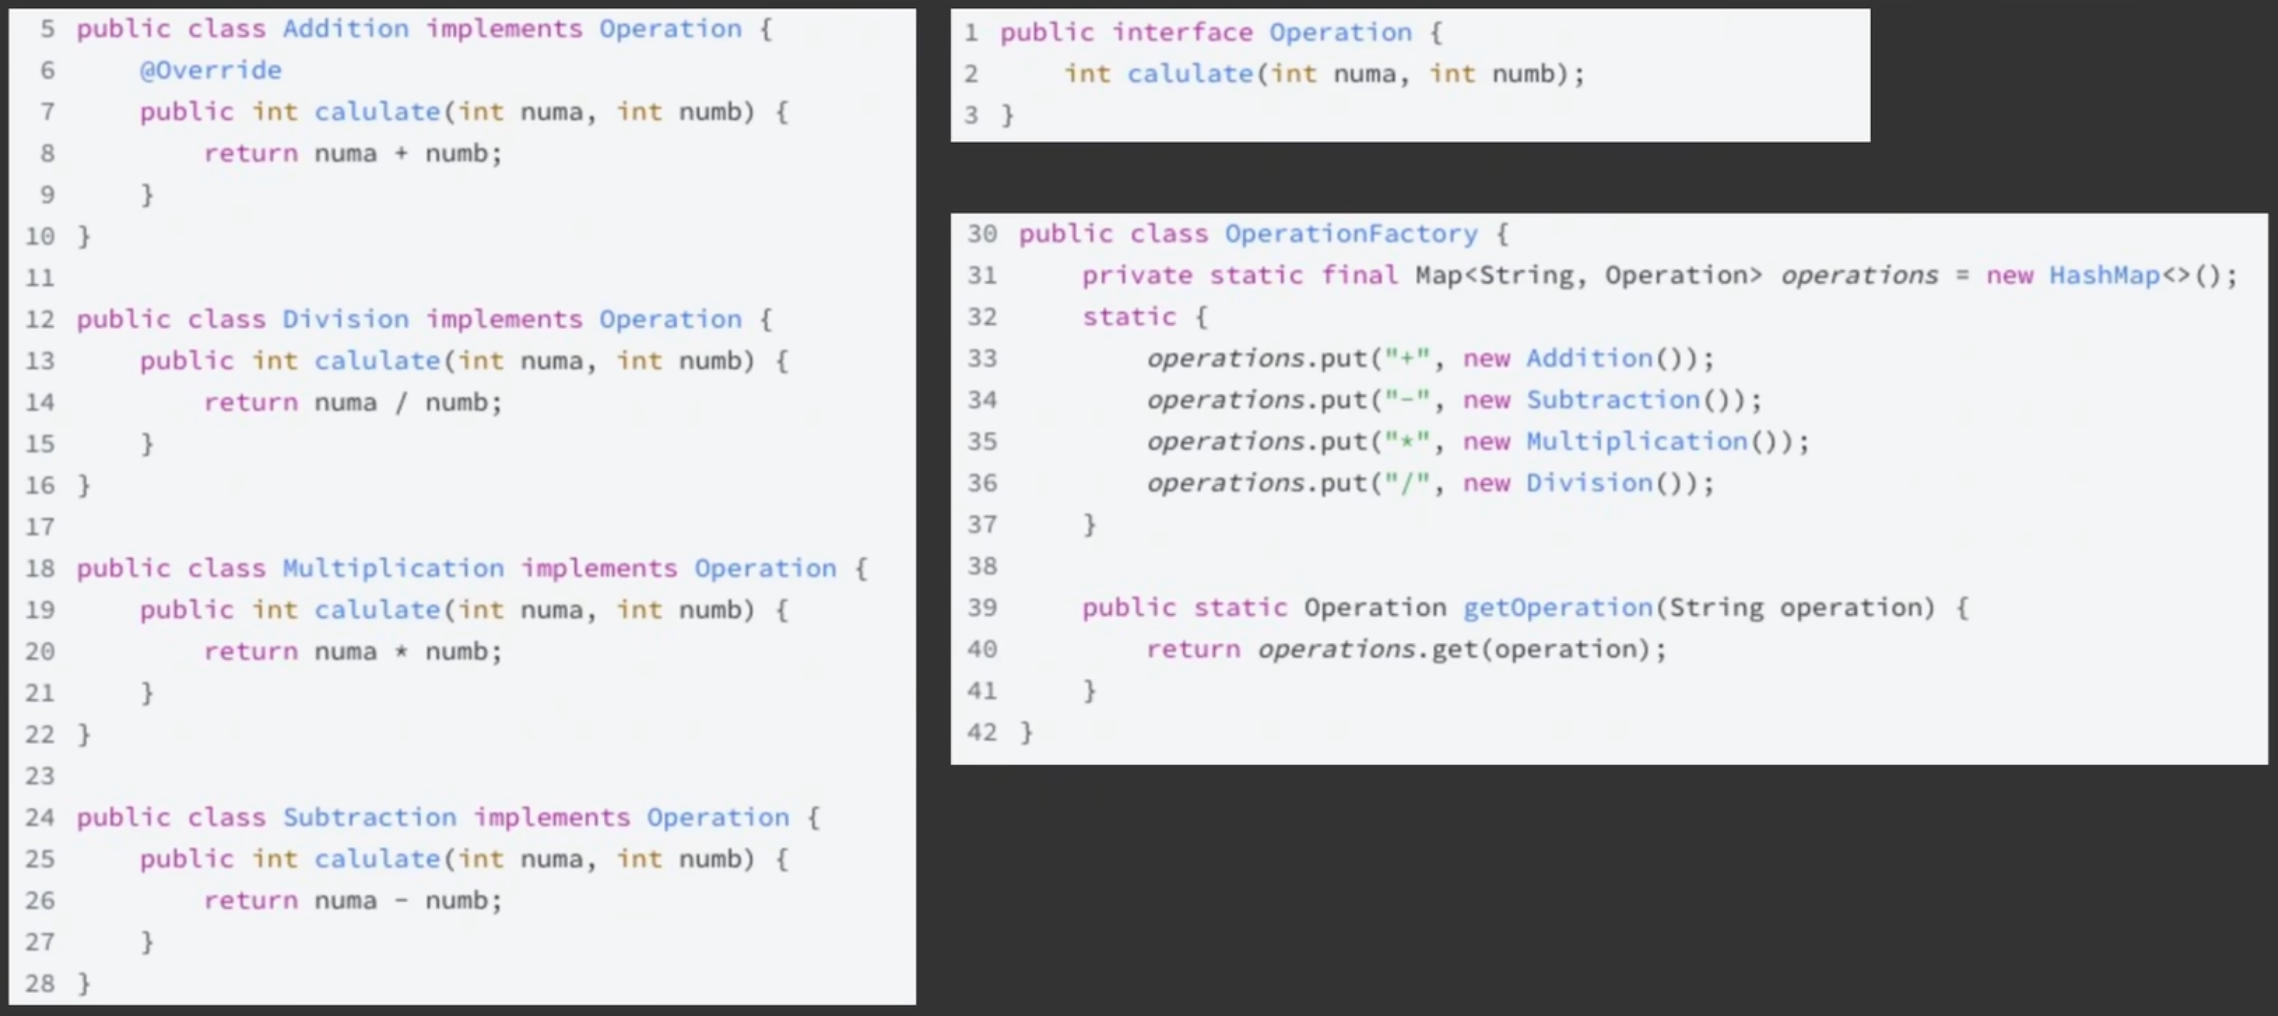 5 public class Addition implements Operation {
6 @Override
7 public int calulate(int numa, int numb) {
8 return numa + numb;
9 }
10 }
11
12 public class Division implements Operation {
13 public int calulate(int numa, int numb) {
14 return numa / numb;
15 }
16 }
17
18 public class Multiplication implements Operation {
19 public int calulate(int numa, int numb) {
20 return numa * numb;
21 }
22 }
23
24 public class Subtraction implements Operation {
25 public int calulate(int numa, int numb) {
26 return numa - numb;
27 }
28 }
1 public interface Operation {
2 int calulate(int numa, int numb);
3 }
30 public class OperationFactory {
31 private static final Map<String, Operation> operations = new HashMap<>();
32 static {
33 operations.put("+", new Addition());
34 operations.put("-", new Subtraction());
35 operations.put("*", new Multiplication());
36 operations.put("/", new Division());
37 }
38
39 public static Operation getOperation(String operation) {
40 return operations.get(operation);
41 }
42 }